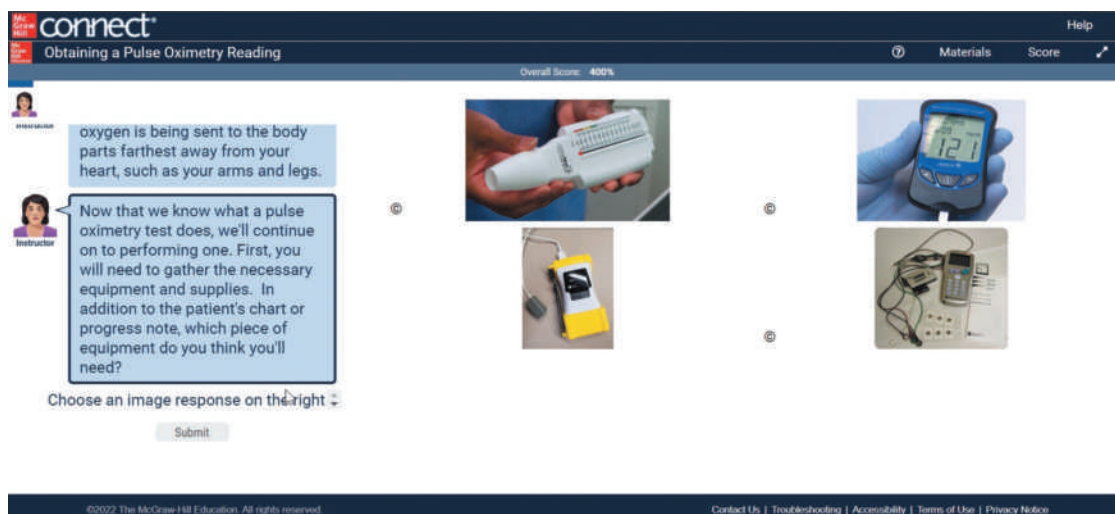 Mc
Graw
Hill
connect®
Help
Obtaining a Pulse Oximetry Reading
Materials
Score
Overall Score: 400%
oxygen is being sent to the body
parts farthest away from your
heart, such as your arms and legs.
Instructor
Now that we know what a pulse
oximetry test does, we'll continue
on to performing one. First, you
will need to gather the necessary
equipment and supplies. In
addition to the patient's chart or
progress note, which piece of
equipment do you think you'll
need?
Choose an image response on the right
Submit
©
©
©
121
©2022 The McGraw-Hill Education. All rights reserved.
Contact Us | Troubleshooting | Accessibility | Terms of Use | Privacy Notice